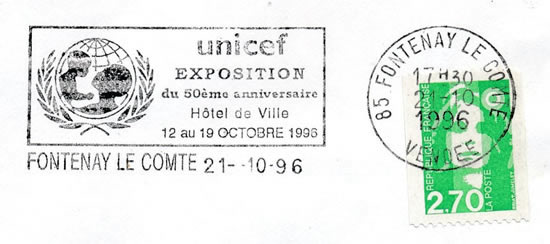 unicef
EXPOSITION
du 50ème anniversaire
Hôtel de Ville
12 au 19 OCTOBRE 1996
FONTENAY LE COMTE 21- -10-96
85 FONTENAY LE COMTE
17H30
21-10
1996
VENDEE
REPUBLIQUE FRANÇAISE
LA POSTE
2,70